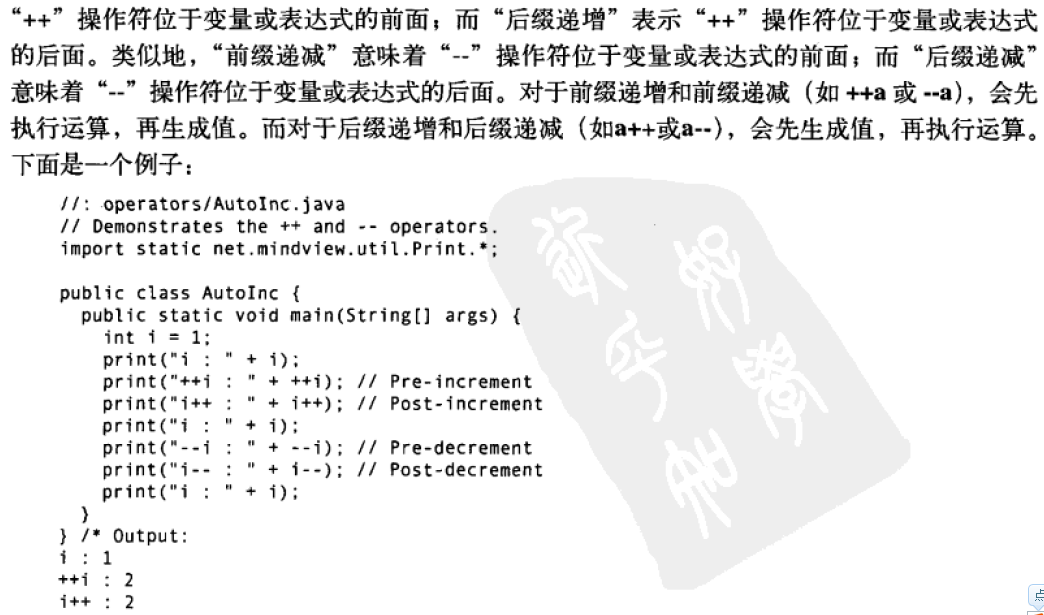 “++”操作符位于变量或表达式的前面；而“后缀递增”表示“++”操作符位于变量或表达式
的后面。类似地，“前缀递减”意味着“--”操作符位于变量或表达式的前面；而“后缀递减”
意味着“--”操作符位于变量或表达式的后面。对于前缀递增和前缀递减（如 ++a 或 --a），会先
执行运算，再生成值。而对于后缀递增和后缀递减（如a++或a--），会先生成值，再执行运算。
下面是一个例子：
//: operators/AutoInc.java
// Demonstrates the ++ and -- operators.
import static net.mindview.util.Print.*;
public class AutoInc {
public static void main(String[] args) {
int i = 1;
print("i : " + i);
print("++i : " + ++i); // Pre-increment
print("i++ : " + i++); // Post-increment
print("i : " + i);
print("--i : " + --i); // Pre-decrement
print("i-- : " + i--); // Post-decrement
print("i : " + i);
}
} /* Output:
i : 1
++i : 2
i++ : 2